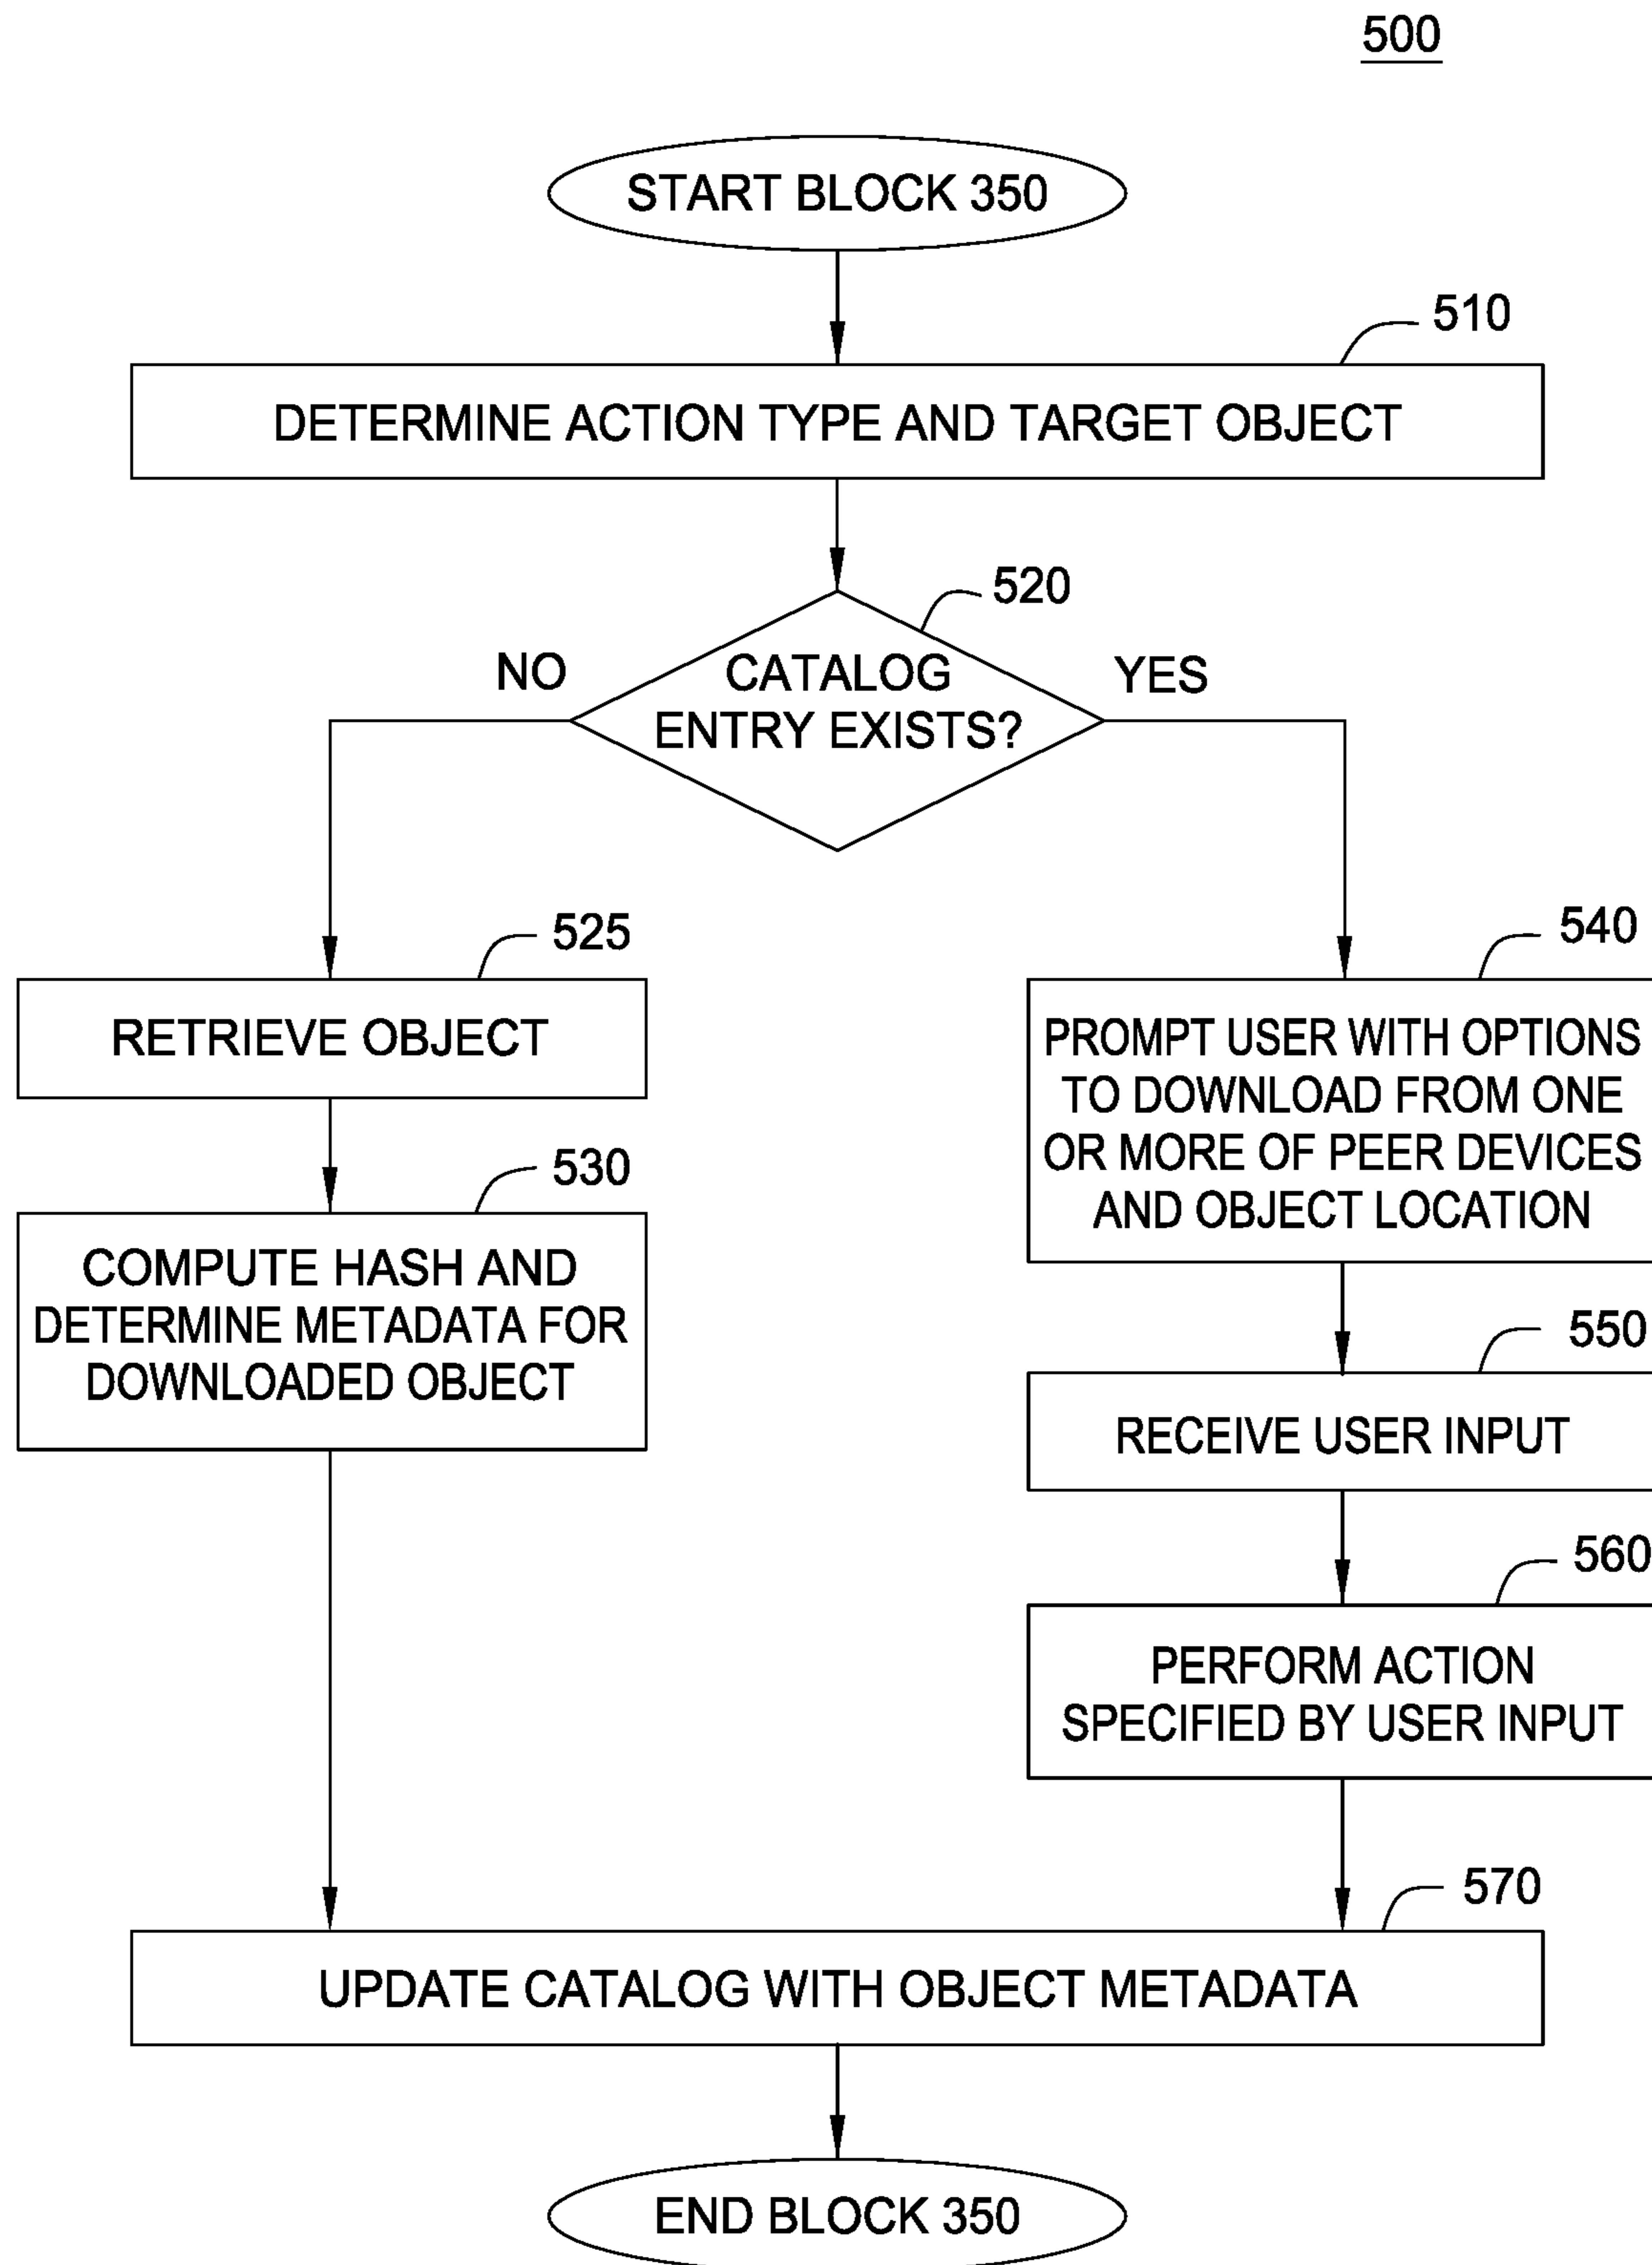 500
START BLOCK 350
510
DETERMINE ACTION TYPE AND TARGET OBJECT
520
NO
CATALOG
ENTRY EXISTS?
YES
525
RETRIEVE OBJECT
530
COMPUTE HASH AND
DETERMINE METADATA FOR
DOWNLOADED OBJECT
540
PROMPT USER WITH OPTIONS
TO DOWNLOAD FROM ONE
OR MORE OF PEER DEVICES
AND OBJECT LOCATION
550
RECEIVE USER INPUT
560
PERFORM ACTION
SPECIFIED BY USER INPUT
570
UPDATE CATALOG WITH OBJECT METADATA
END BLOCK 350